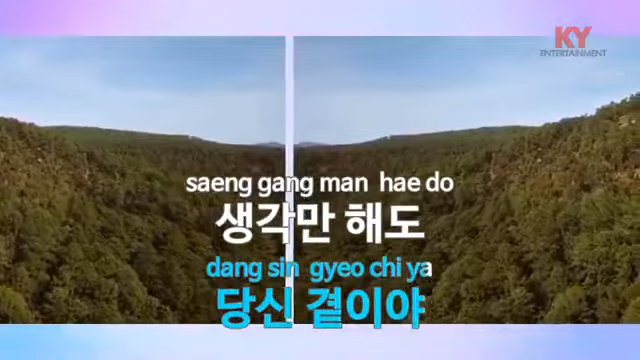 KY
ENTERTAINMENT
saeng gang man hae do
생각만 해도
dang sin gyeo chi ya
당신 곁이야